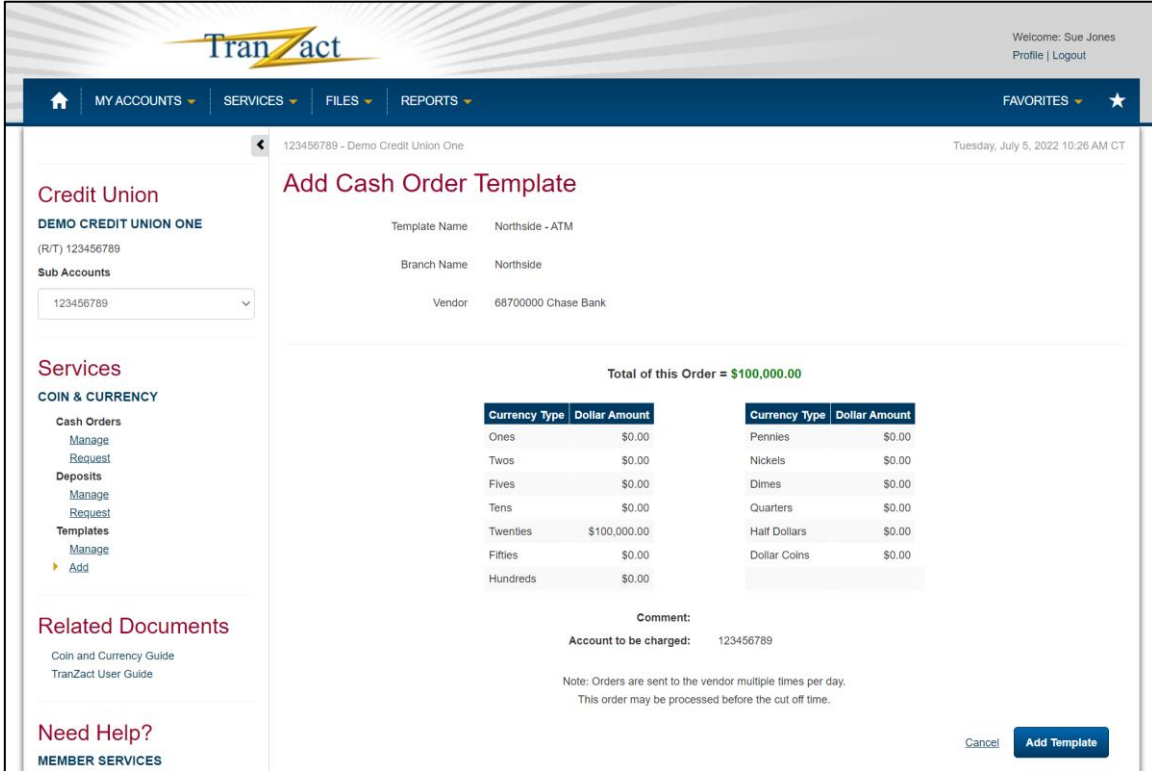 TranZact
Welcome: Sue Jones
Profile | Logout
MY ACCOUNTS
SERVICES
FILES
REPORTS
FAVORITES
123456789 - Demo Credit Union One
Tuesday, July 5, 2022 10:26 AM CT
Credit Union
DEMO CREDIT UNION ONE
(R/T) 123456789
Sub Accounts
123456789
Services
COIN & CURRENCY
Cash Orders
Manage
Request
Deposits
Manage
Request
Templates
Manage
Add
Related Documents
Coin and Currency Guide
TranZact User Guide
Need Help?
MEMBER SERVICES
Add Cash Order Template
Template Name Northside - ATM
Branch Name Northside
Vendor 68700000 Chase Bank
Total of this Order = $100,000.00
Currency Type Dollar Amount
Ones $0.00
Twos $0.00
Fives $0.00
Tens $0.00
Twenties $100,000.00
Fifties $0.00
Hundreds $0.00
Currency Type Dollar Amount
Pennies $0.00
Nickels $0.00
Dimes $0.00
Quarters $0.00
Half Dollars $0.00
Dollar Coins $0.00
Comment:
Account to be charged: 123456789
Note: Orders are sent to the vendor multiple times per day.
This order may be processed before the cut off time.
Cancel
Add Template